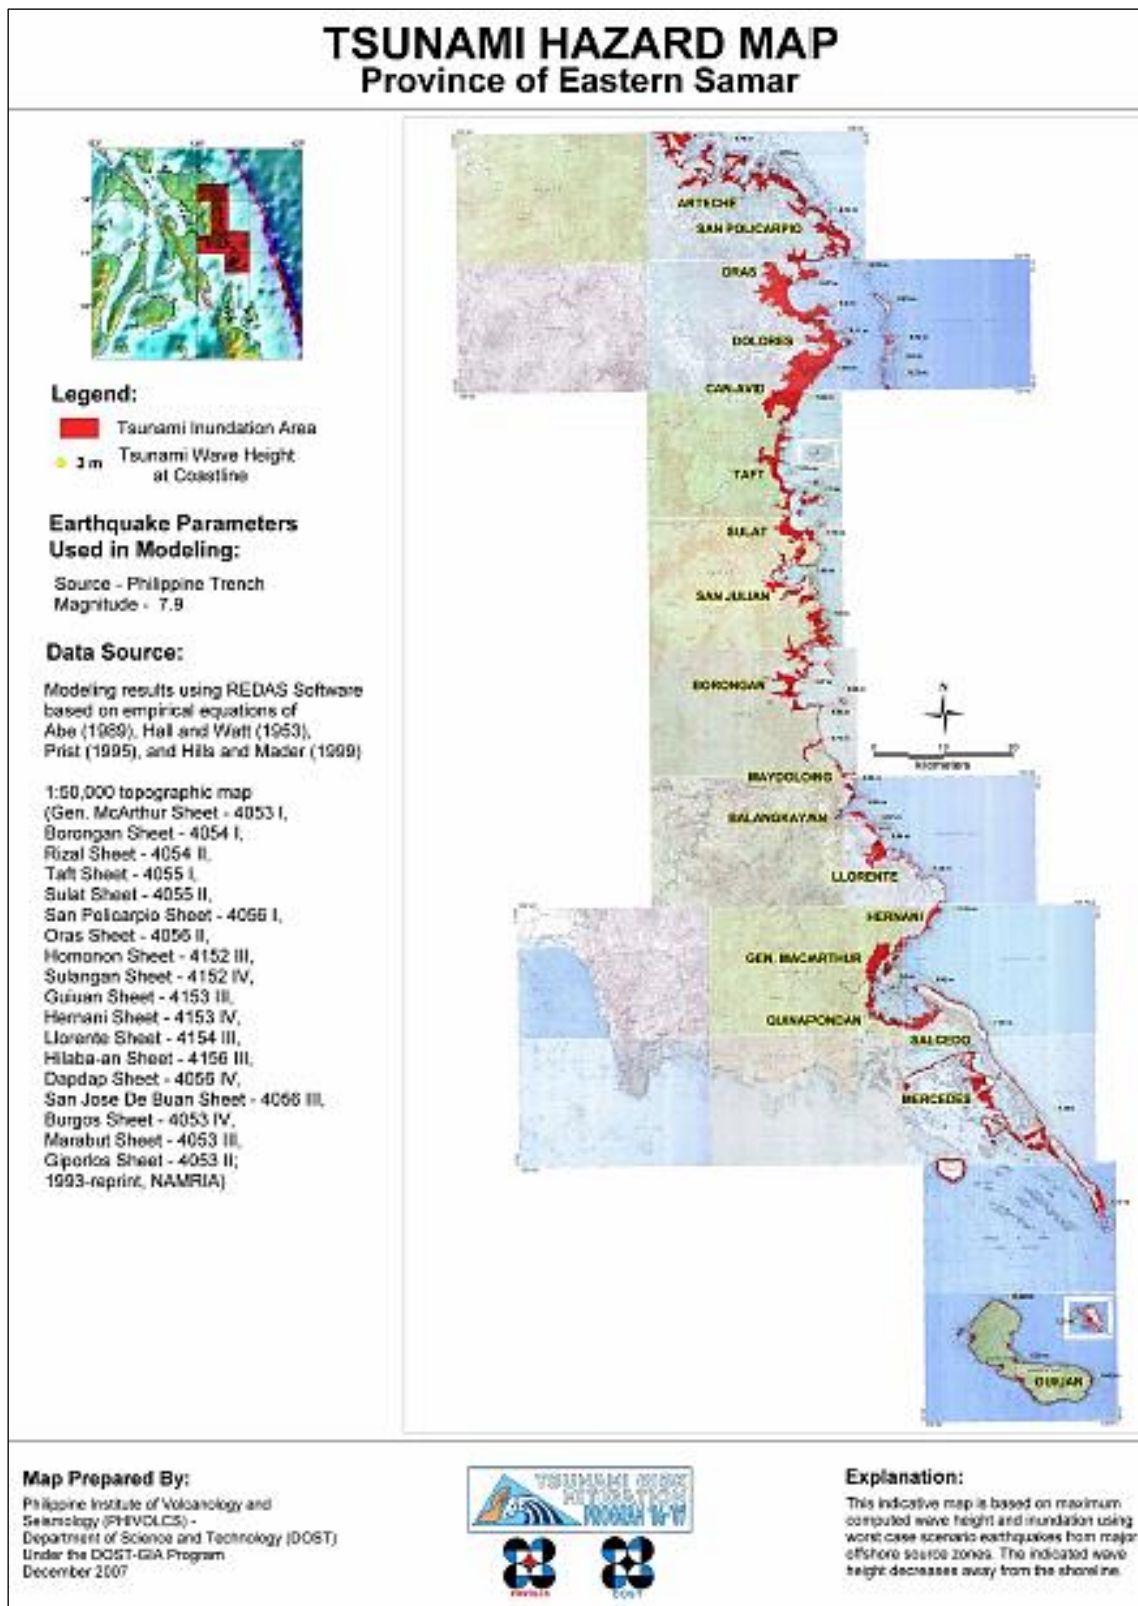 TSUNAMI HAZARD MAP
Province of Eastern Samar
ARTECHE
SAN POLICARPIO
ORAS
DOLORES
CAN-AVID
TAFT
SULAT
SAN JULIAN
BORONGAN
N
kilometers
MAYDOLONG
BALANGKAYAN
LLORENTE
HERNANI
GEN. MACARTHUR
QUINAPONDAN
SALCEDO
MERCEDES
GUIUAN
Legend:
Tsunami Inundation Area
3 m Tsunami Wave Height
at Coastline
Earthquake Parameters
Used in Modeling:
Source - Philippine Trench
Magnitude - 7.9
Data Source:
Modeling results using REDAS Software
based on empirical equations of
Abe (1989), Hall and Watt (1953),
Prist (1995), and Hills and Mader (1999)
1:50,000 topographic map
(Gen. McArthur Sheet - 4053 I,
Borongan Sheet - 4054 I,
Rizal Sheet - 4054 II,
Taft Sheet - 4055 I,
Sulat Sheet - 4055 II,
San Policarpio Sheet - 4056 I,
Oras Sheet - 4056 II,
Homonon Sheet - 4152 III,
Sulangan Sheet - 4152 IV,
Guiuan Sheet - 4153 III,
Hernani Sheet - 4153 IV,
Llorente Sheet - 4154 III,
Hilaba-an Sheet - 4156 III,
Dapdap Sheet - 4056 IV,
San Jose De Buan Sheet - 4056 III,
Burgos Sheet - 4053 IV,
Marabut Sheet - 4053 III,
Giporlos Sheet - 4053 II;
1993-reprint, NAMRIA)
Map Prepared By:
Philippine Institute of Volcanology and
Seismology (PHIVOLCS) -
Department of Science and Technology (DOST)
Under the DOST-GIA Program
December 2007
TSUNAMI RISK
MITIGATION
PROGRAM
PHIVOLCS
DOST
Explanation:
This indicative map is based on maximum
computed wave height and inundation using
worst case scenario earthquakes from major
offshore source zones. The indicated wave
height decreases away from the shoreline.